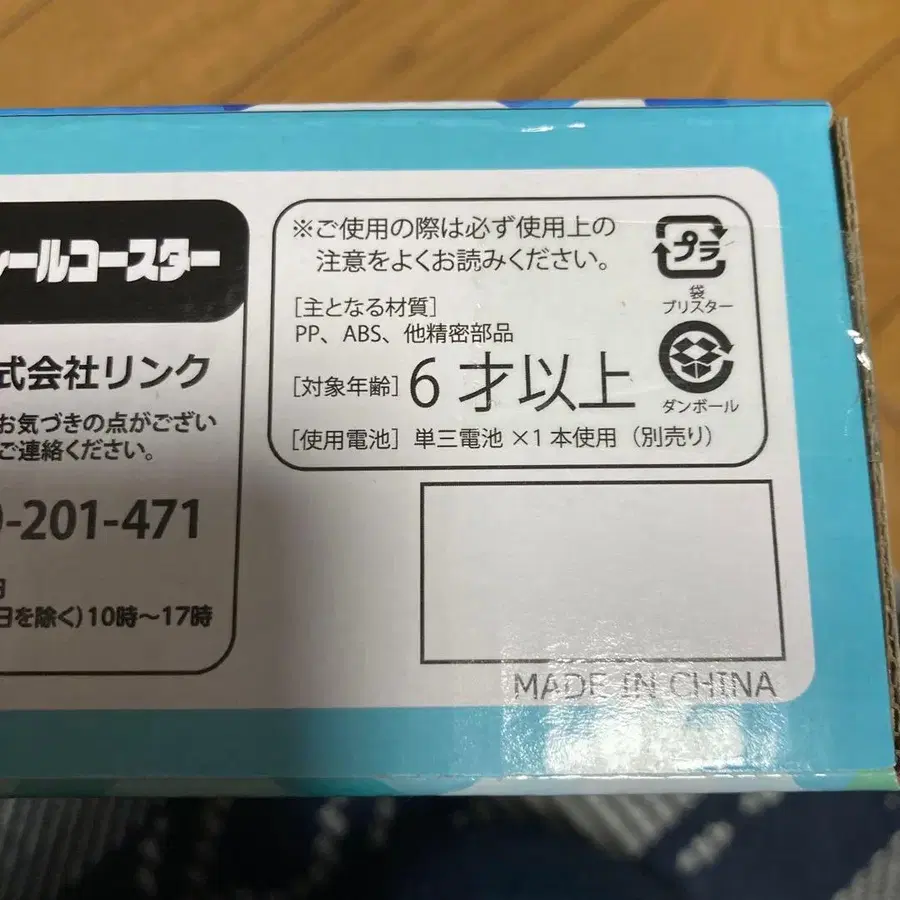 ィールコースター
式会社リンク
お気づきの点がござい
ご連絡ください。
0-201-471
日を除く)10時～17時
※ご使用の際は必ず使用上の
注意をよくお読みください。
[主となる材質]
PP、ABS、他精密部品
[対象年齢] 6才以上
[使用電池] 単三電池×1本使用（別売り）
プラ
袋
ブリスター
ダンボール
MADE IN CHINA